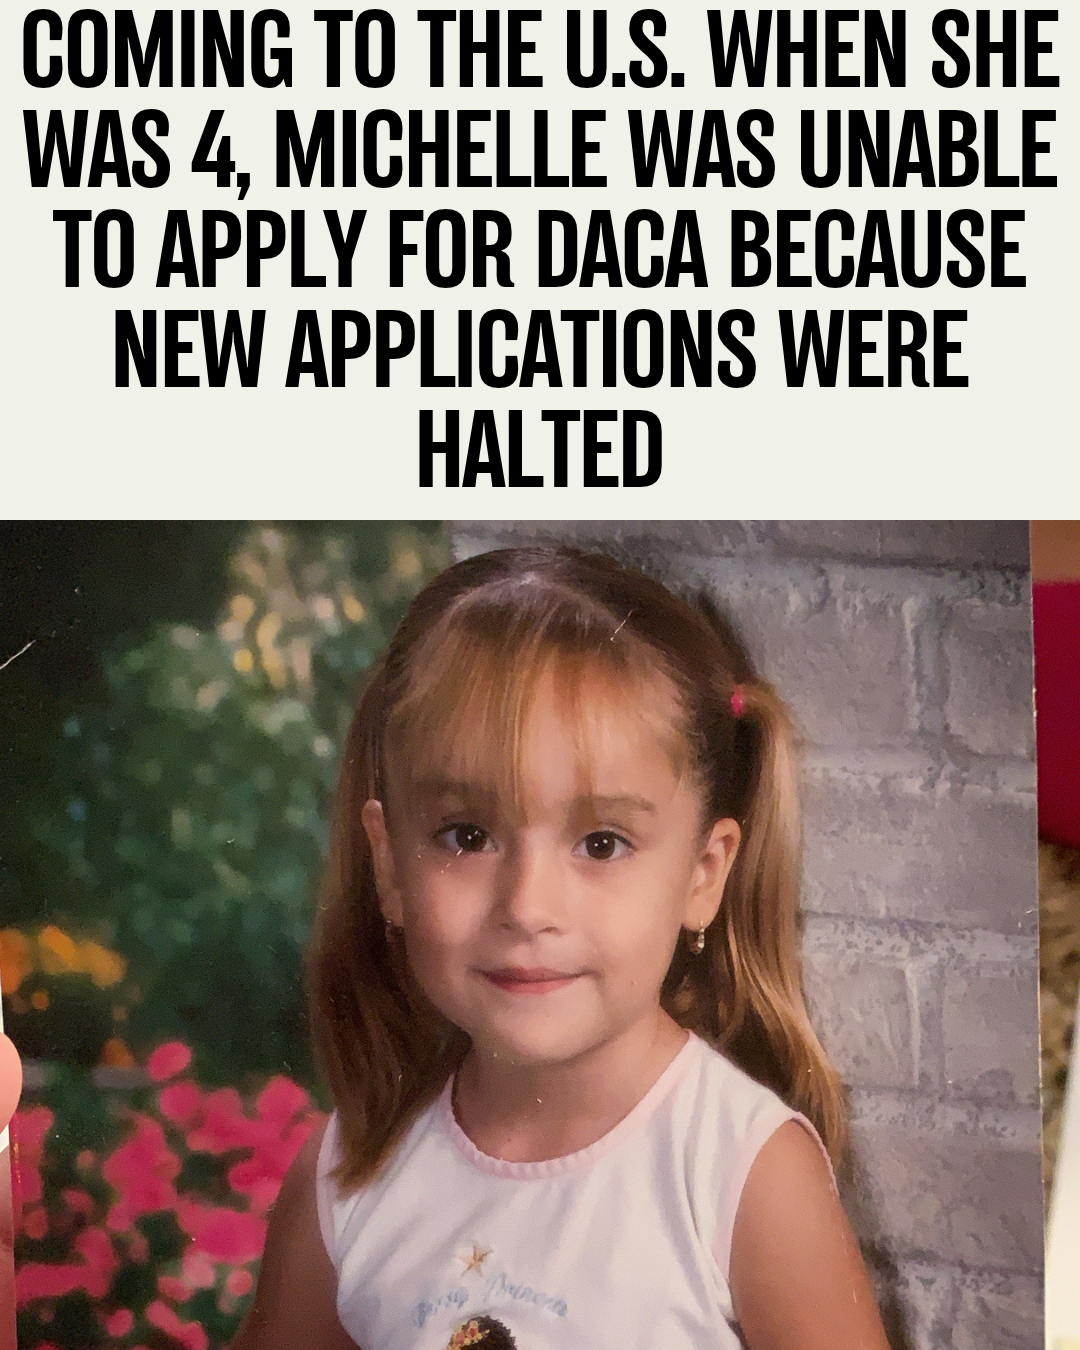 COMING TO THE U.S. WHEN SHE
WAS 4, MICHELLE WAS UNABLE
TO APPLY FOR DACA BECAUSE
NEW APPLICATIONS WERE
HALTED
Princess